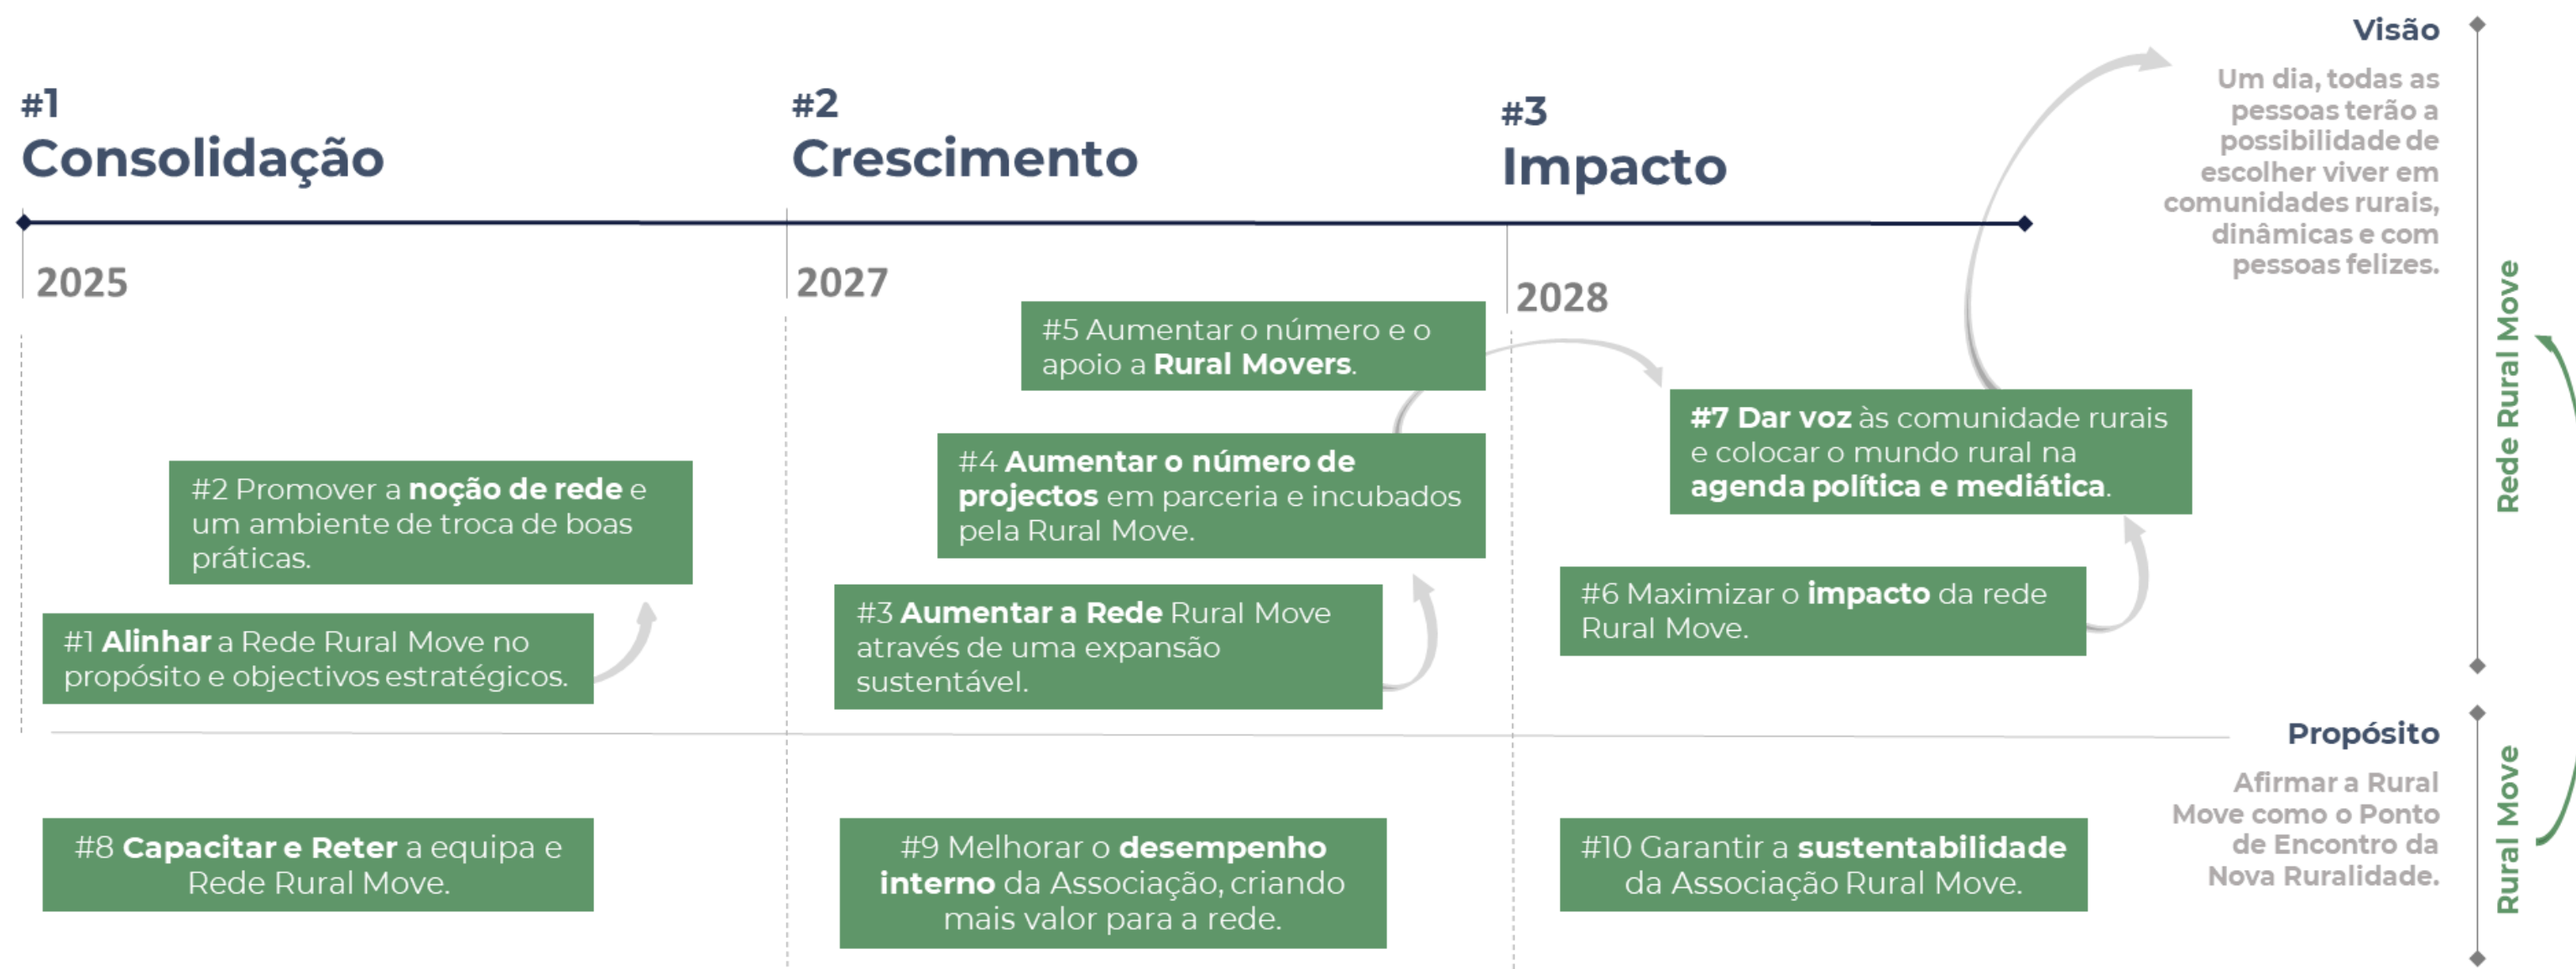 #1
Consolidação
2025
#2 Promover a noção de rede e
um ambiente de troca de boas
práticas.
#1 Alinhar a Rede Rural Move no
propósito e objectivos estratégicos.
#8 Capacitar e Reter a equipa e
Rede Rural Move.
#2
Crescimento
2027
#5 Aumentar o número e o
apoio a Rural Movers.
#4 Aumentar o número de
projectos em parceria e incubados
pela Rural Move.
#3 Aumentar a Rede Rural Move
através de uma expansão
sustentável.
#9 Melhorar o desempenho
interno da Associação, criando
mais valor para a rede.
#3
Impacto
2028
#7 Dar voz às comunidade rurais
e colocar o mundo rural na
agenda política e mediática.
#6 Maximizar o impacto da rede
Rural Move.
#10 Garantir a sustentabilidade
da Associação Rural Move.
Visão
Um dia, todas as
pessoas terão a
possibilidade de
escolher viver em
comunidades rurais,
dinâmicas e com
pessoas felizes.
Rede Rural Move
Propósito
Afirmar a Rural
Move como o Ponto
de Encontro da
Nova Ruralidade.
Rural Move